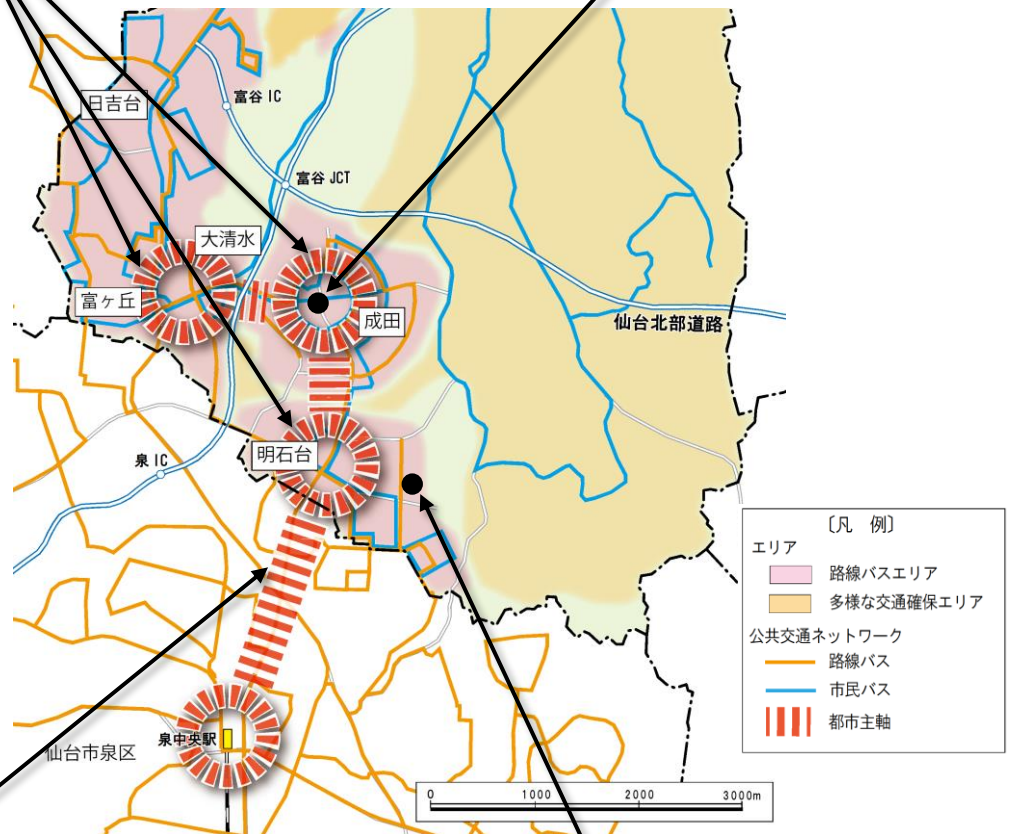 日吉台
富谷 IC
富谷 JCT
大清水
富ヶ丘
成田
仙台北部道路
明石台
泉 IC
泉中央駅
仙台市泉区
〔凡 例〕
エリア
路線バスエリア
多様な交通確保エリア
公共交通ネットワーク
路線バス
市民バス
都市主軸
0 1000 2000 3000m